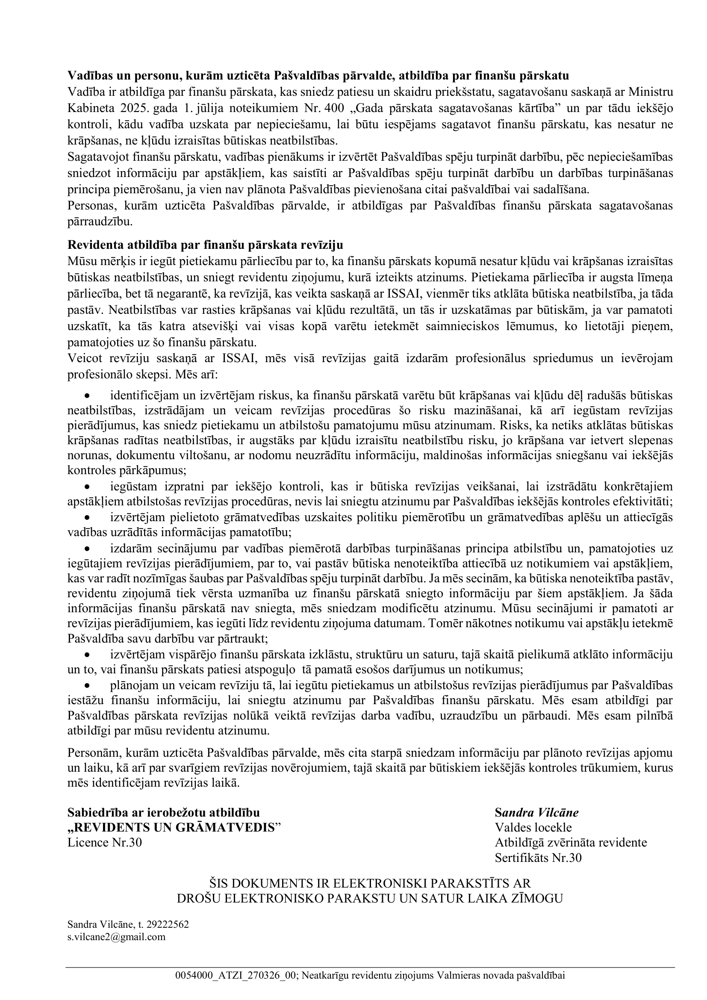 Vadības un personu, kurām uzticēta Pašvaldības pārvalde, atbildība par finanšu pārskatu
Vadība ir atbildīga par finanšu pārskata, kas sniedz patiesu un skaidru priekšstatu, sagatavošanu saskaņā ar Ministru
Kabineta 2025. gada 1. jūlija noteikumiem Nr. 400 „Gada pārskata sagatavošanas kārtība” un par tādu iekšējo
kontroli, kādu vadība uzskata par nepieciešamu, lai būtu iespējams sagatavot finanšu pārskatu, kas nesatur ne
krāpšanas, ne kļūdu izraisītas būtiskas neatbilstības.
Sagatavojot finanšu pārskatu, vadības pienākums ir izvērtēt Pašvaldības spēju turpināt darbību, pēc nepieciešamības
sniedzot informāciju par apstākļiem, kas saistīti ar Pašvaldības spēju turpināt darbību un darbības turpināšanas
principa piemērošanu, ja vien nav plānota Pašvaldības pievienošana citai pašvaldībai vai sadalīšana.
Personas, kurām uzticēta Pašvaldības pārvalde, ir atbildīgas par Pašvaldības finanšu pārskata sagatavošanas
pārraudzību.
Revidenta atbildība par finanšu pārskata revīziju
Mūsu mērķis ir iegūt pietiekamu pārliecību par to, ka finanšu pārskats kopumā nesatur kļūdu vai krāpšanas izraisītas
būtiskas neatbilstības, un sniegt revidentu ziņojumu, kurā izteikts atzinums. Pietiekama pārliecība ir augsta līmeņa
pārliecība, bet tā negarantē, ka revīzijā, kas veikta saskaņā ar ISSAI, vienmēr tiks atklāta būtiska neatbilstība, ja tāda
pastāv. Neatbilstības var rasties krāpšanas vai kļūdu rezultātā, un tās ir uzskatāmas par būtiskām, ja var pamatoti
uzskatīt, ka tās katra atsevišķi vai visas kopā varētu ietekmēt saimnieciskos lēmumus, ko lietotāji pieņem,
pamatojoties uz šo finanšu pārskatu.
Veicot revīziju saskaņā ar ISSAI, mēs visā revīzijas gaitā izdarām profesionālus spriedumus un ievērojam
profesionālo skepsi. Mēs arī:
• identificējam un izvērtējam riskus, ka finanšu pārskatā varētu būt krāpšanas vai kļūdu dēļ radušās būtiskas
neatbilstības, izstrādājam un veicam revīzijas procedūras šo risku mazināšanai, kā arī iegūstam revīzijas
pierādījumus, kas sniedz pietiekamu un atbilstošu pamatojumu mūsu atzinumam. Risks, ka netiks atklātas būtiskas
krāpšanas radītas neatbilstības, ir augstāks par kļūdu izraisītu neatbilstību risku, jo krāpšana var ietvert slepenas
norunas, dokumentu viltošanu, ar nodomu neuzrādītu informāciju, maldinošas informācijas sniegšanu vai iekšējās
kontroles pārkāpumus;
• iegūstam izpratni par iekšējo kontroli, kas ir būtiska revīzijas veikšanai, lai izstrādātu konkrētajiem
apstākļiem atbilstošas revīzijas procedūras, nevis lai sniegtu atzinumu par Pašvaldības iekšējās kontroles efektivitāti;
• izvērtējam pielietoto grāmatvedības uzskaites politiku piemērotību un grāmatvedības aplēšu un attiecīgās
vadības uzrādītās informācijas pamatotību;
• izdarām secinājumu par vadības piemērotā darbības turpināšanas principa atbilstību un, pamatojoties uz
iegūtajiem revīzijas pierādījumiem, par to, vai pastāv būtiska nenoteiktība attiecībā uz notikumiem vai apstākļiem,
kas var radīt nozīmīgas šaubas par Pašvaldības spēju turpināt darbību. Ja mēs secinām, ka būtiska nenoteiktība pastāv,
revidentu ziņojumā tiek vērsta uzmanība uz finanšu pārskatā sniegto informāciju par šiem apstākļiem. Ja šāda
informācijas finanšu pārskatā nav sniegta, mēs sniedzam modificētu atzinumu. Mūsu secinājumi ir pamatoti ar
revīzijas pierādījumiem, kas iegūti līdz revidentu ziņojuma datumam. Tomēr nākotnes notikumu vai apstākļu ietekmē
Pašvaldība savu darbību var pārtraukt;
• izvērtējam vispārējo finanšu pārskata izklāstu, struktūru un saturu, tajā skaitā pielikumā atklāto informāciju
un to, vai finanšu pārskats patiesi atspoguļo tā pamatā esošos darījumus un notikumus;
• plānojam un veicam revīziju tā, lai iegūtu pietiekamus un atbilstošus revīzijas pierādījumus par Pašvaldības
iestāžu finanšu informāciju, lai sniegtu atzinumu par Pašvaldības finanšu pārskatu. Mēs esam atbildīgi par
Pašvaldības pārskata revīzijas nolūkā veiktā revīzijas darba vadību, uzraudzību un pārbaudi. Mēs esam pilnībā
atbildīgi par mūsu revidentu atzinumu.
Personām, kurām uzticēta Pašvaldības pārvalde, mēs cita starpā sniedzam informāciju par plānoto revīzijas apjomu
un laiku, kā arī par svarīgiem revīzijas novērojumiem, tajā skaitā par būtiskiem iekšējās kontroles trūkumiem, kurus
mēs identificējam revīzijas laikā.
Sabiedrība ar ierobežotu atbildību
„REVIDENTS UN GRĀMATVEDIS”
Licence Nr.30
Sandra Vilcāne
Valdes locekle
Atbildīgā zvērināta revidente
Sertifikāts Nr.30
ŠIS DOKUMENTS IR ELEKTRONISKI PARAKSTĪTS AR
DROŠU ELEKTRONISKO PARAKSTU UN SATUR LAIKA ZĪMOGU
Sandra Vilcāne, t. 29222562
s.vilcane2@gmail.com
0054000_ATZI_270326_00; Neatkarīgu revidentu ziņojums Valmieras novada pašvaldībai